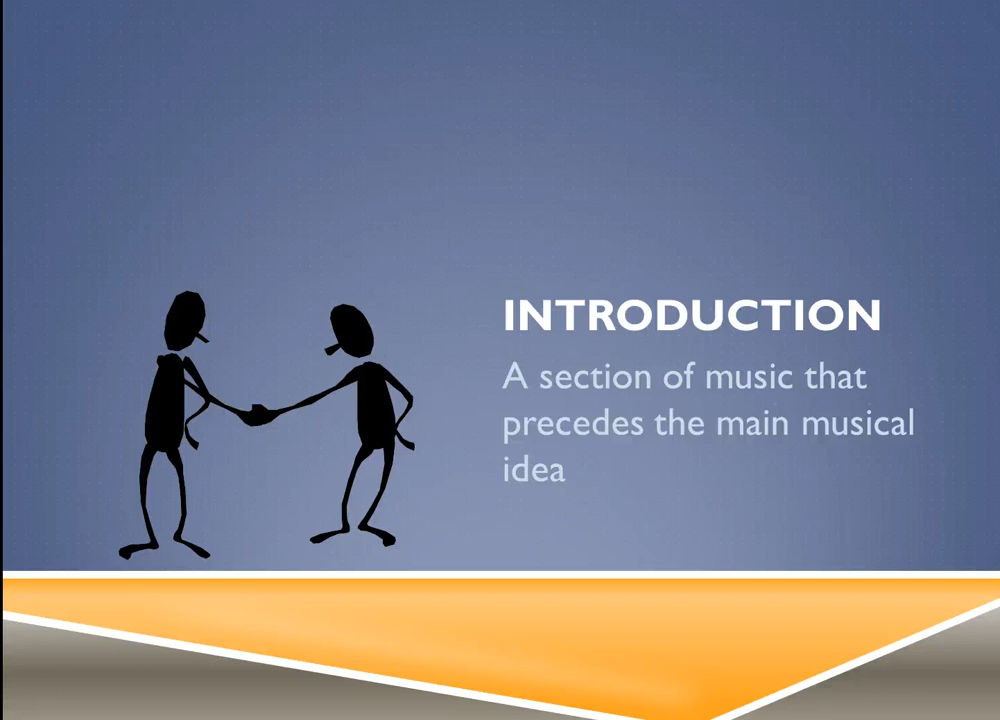 INTRODUCTION
A section of music that
precedes the main musical
idea